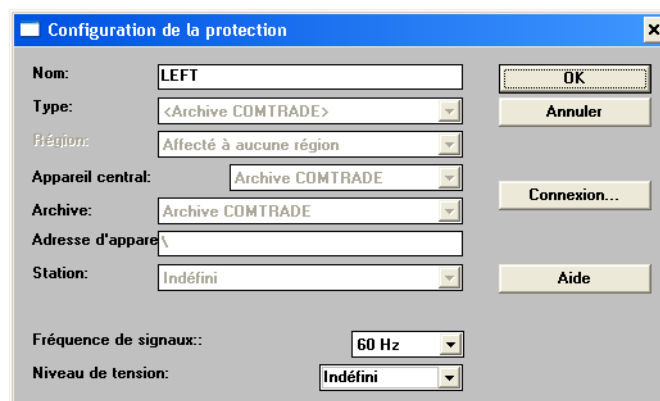 Configuration de la protection
Nom: LEFT OK
Type: <Archive COMTRADE> Annuler
Région: Affecté à aucune région
Appareil central: Archive COMTRADE
Connexion...
Archive: Archive COMTRADE
Adresse d'appare \
Station: Indéfini Aide
Fréquence de signaux:: 60 Hz
Niveau de tension: Indéfini